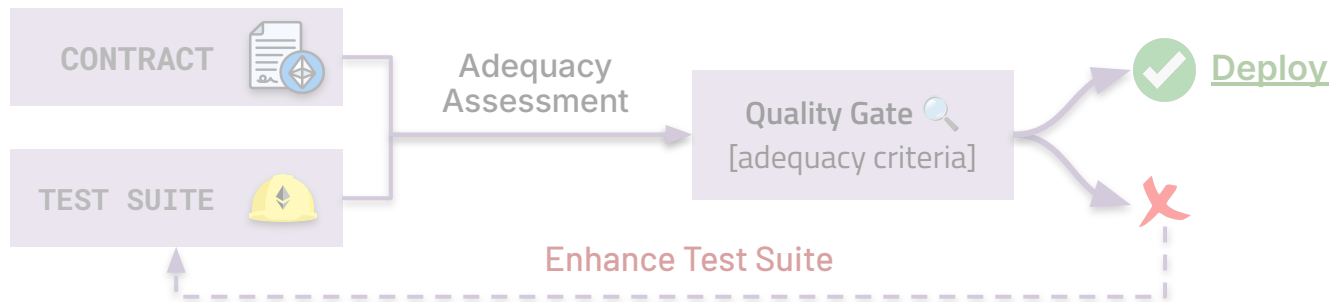 CONTRACT
Adequacy
Assessment
Deploy
Quality Gate
[adequacy criteria]
TEST SUITE
Enhance Test Suite